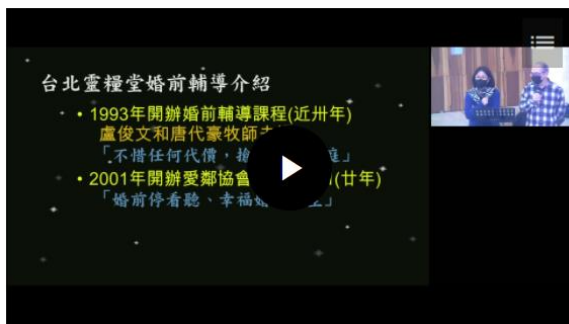 台北靈糧堂婚前輔導介紹
• 1993年開辦婚前輔導課程(近卅年)
盧俊文和唐代豪牧師夫
「不惜任何代價,搶 庭」
• 2001年開辦愛鄰協會 (廿年)
「婚前停看聽、幸福婚 」